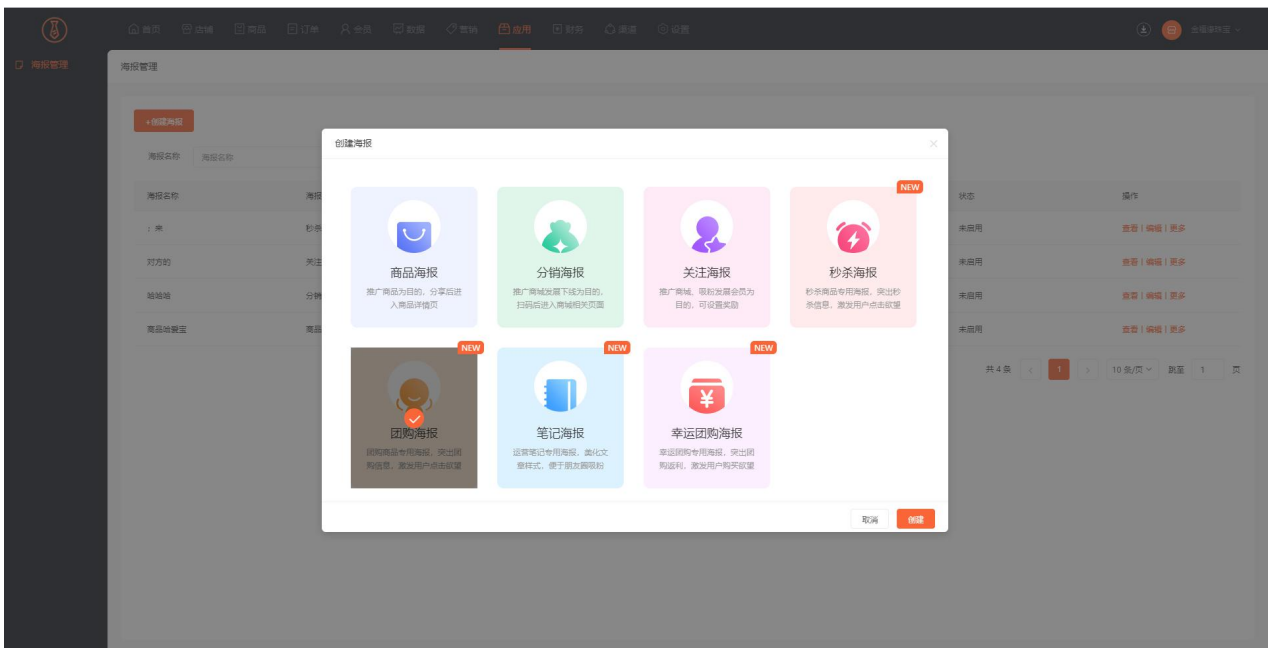 首页 店铺 商品 订单 会员 数据 营销 应用 财务 渠道 设置
海报管理
海报管理
+创建海报
海报名称 海报名称
创建海报
海报名称 海报 状态 操作
秒杀 未启用 查看 | 编辑 | 更多
对方的 关注 未启用 查看 | 编辑 | 更多
哈哈哈 分销 未启用 查看 | 编辑 | 更多
商品 未启用 查看 | 编辑 | 更多
共 4 条 < 1 > 10 条/页 跳至 1 页
商品海报
推广商品为目的，分享后进
入商品详情页
分销海报
推广商城发展下线为目的，
扫码后进入商城相关页面
关注海报
推广商城、吸粉发展会员为
目的，可设置奖励
NEW
秒杀海报
秒杀商品专用海报，突出秒
杀信息，激发用户点击欲望
NEW
团购海报
团购商品专用海报，突出团
购信息，激发用户点击欲望
NEW
笔记海报
运营笔记专用海报，美化文
章样式，便于朋友圈吸粉
NEW
幸运团购海报
幸运团购专用海报，突出团
购返利，激发用户购买欲望
取消 创建